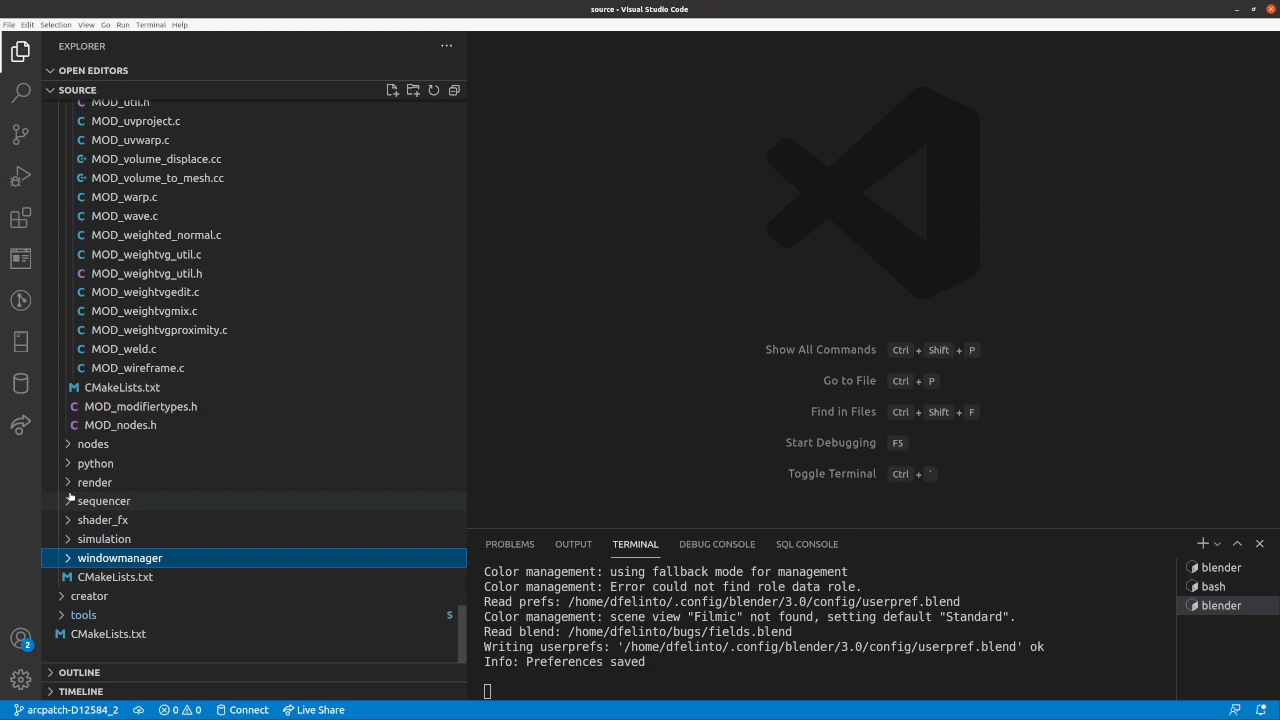 source - Visual Studio Code
File Edit Selection View Go Run Terminal Help
EXPLORER
OPEN EDITORS
SOURCE
MOD_util.h
MOD_uvproject.c
MOD_uvwarp.c
MOD_volume_displace.cc
MOD_volume_to_mesh.cc
MOD_warp.c
MOD_wave.c
MOD_weighted_normal.c
MOD_weightvg_util.c
MOD_weightvg_util.h
MOD_weightvgedit.c
MOD_weightvgmix.c
MOD_weightvgproximity.c
MOD_weld.c
MOD_wireframe.c
CMakeLists.txt
MOD_modifiertypes.h
MOD_nodes.h
nodes
python
render
sequencer
shader_fx
simulation
windowmanager
CMakeLists.txt
creator
tools S
CMakeLists.txt
OUTLINE
TIMELINE
Show All Commands Ctrl + Shift + P
Go to File Ctrl + P
Find in Files Ctrl + Shift + F
Start Debugging F5
Toggle Terminal Ctrl + `
PROBLEMS OUTPUT TERMINAL DEBUG CONSOLE SQL CONSOLE
Color management: using fallback mode for management
Color management: Error could not find role data role.
Read prefs: /home/dfelinto/.config/blender/3.0/config/userpref.blend
Color management: scene view "Filmic" not found, setting default "Standard".
Read blend: /home/dfelinto/bugs/fields.blend
Writing userprefs: '/home/dfelinto/.config/blender/3.0/config/userpref.blend' ok
Info: Preferences saved
blender
bash
blender
2
arcpatch-D12584_2 0 0 Connect Live Share